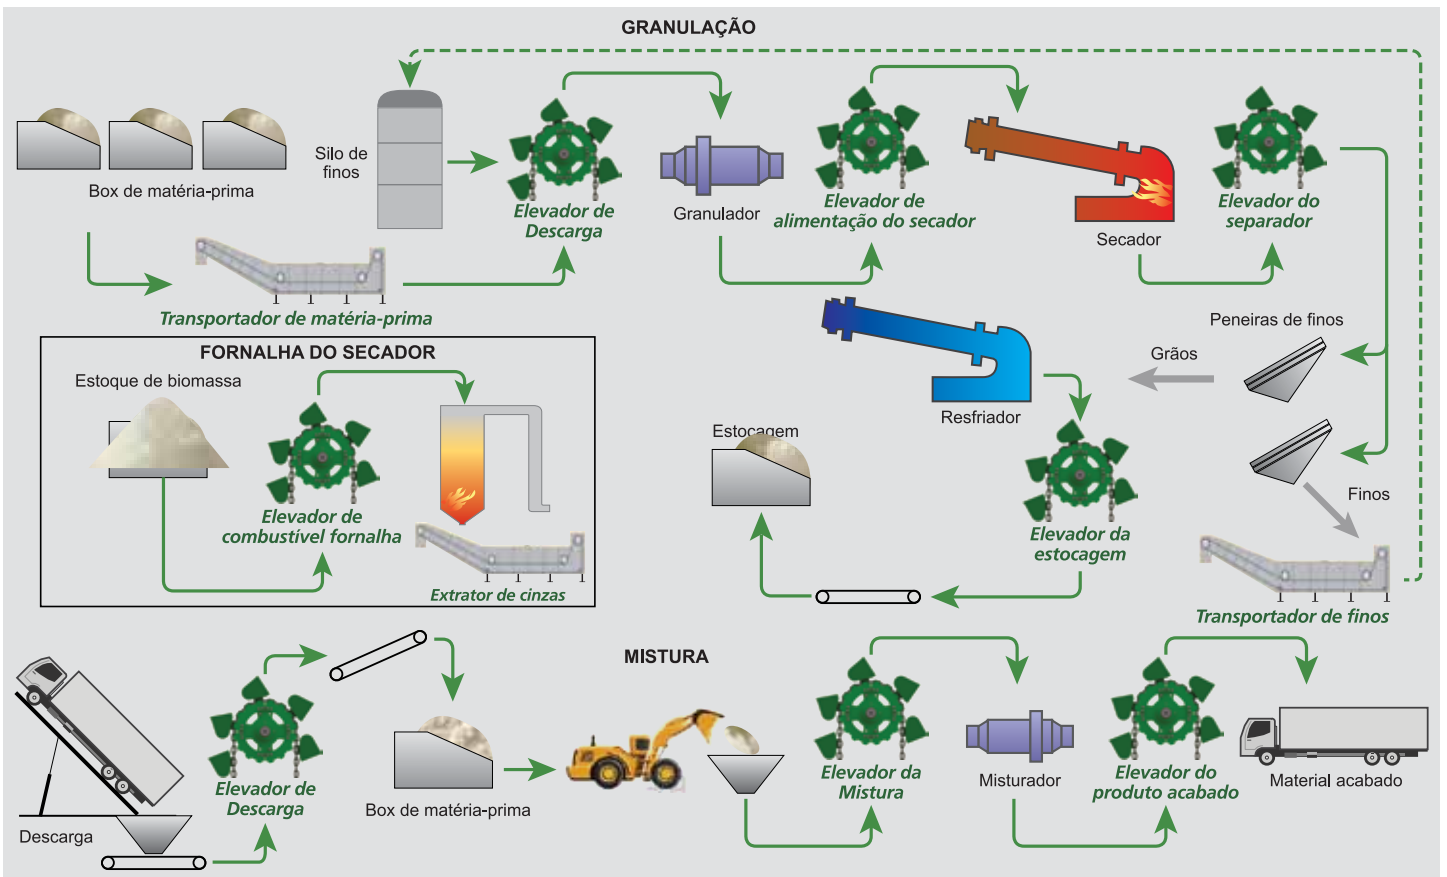 GRANULAÇÃO
Box de matéria-prima
Silo de
finos
Elevador de
Descarga
Granulador
Elevador de
alimentação do secador
Secador
Elevador do
separador
Transportador de matéria-prima
Peneiras de finos
Grãos
Resfriador
Finos
Estocagem
Elevador da
estocagem
Transportador de finos
FORNALHA DO SECADOR
Estoque de biomassa
Elevador de
combustível fornalha
Extrator de cinzas
MISTURA
Descarga
Elevador de
Descarga
Box de matéria-prima
Elevador da
Mistura
Misturador
Elevador do
produto acabado
Material acabado